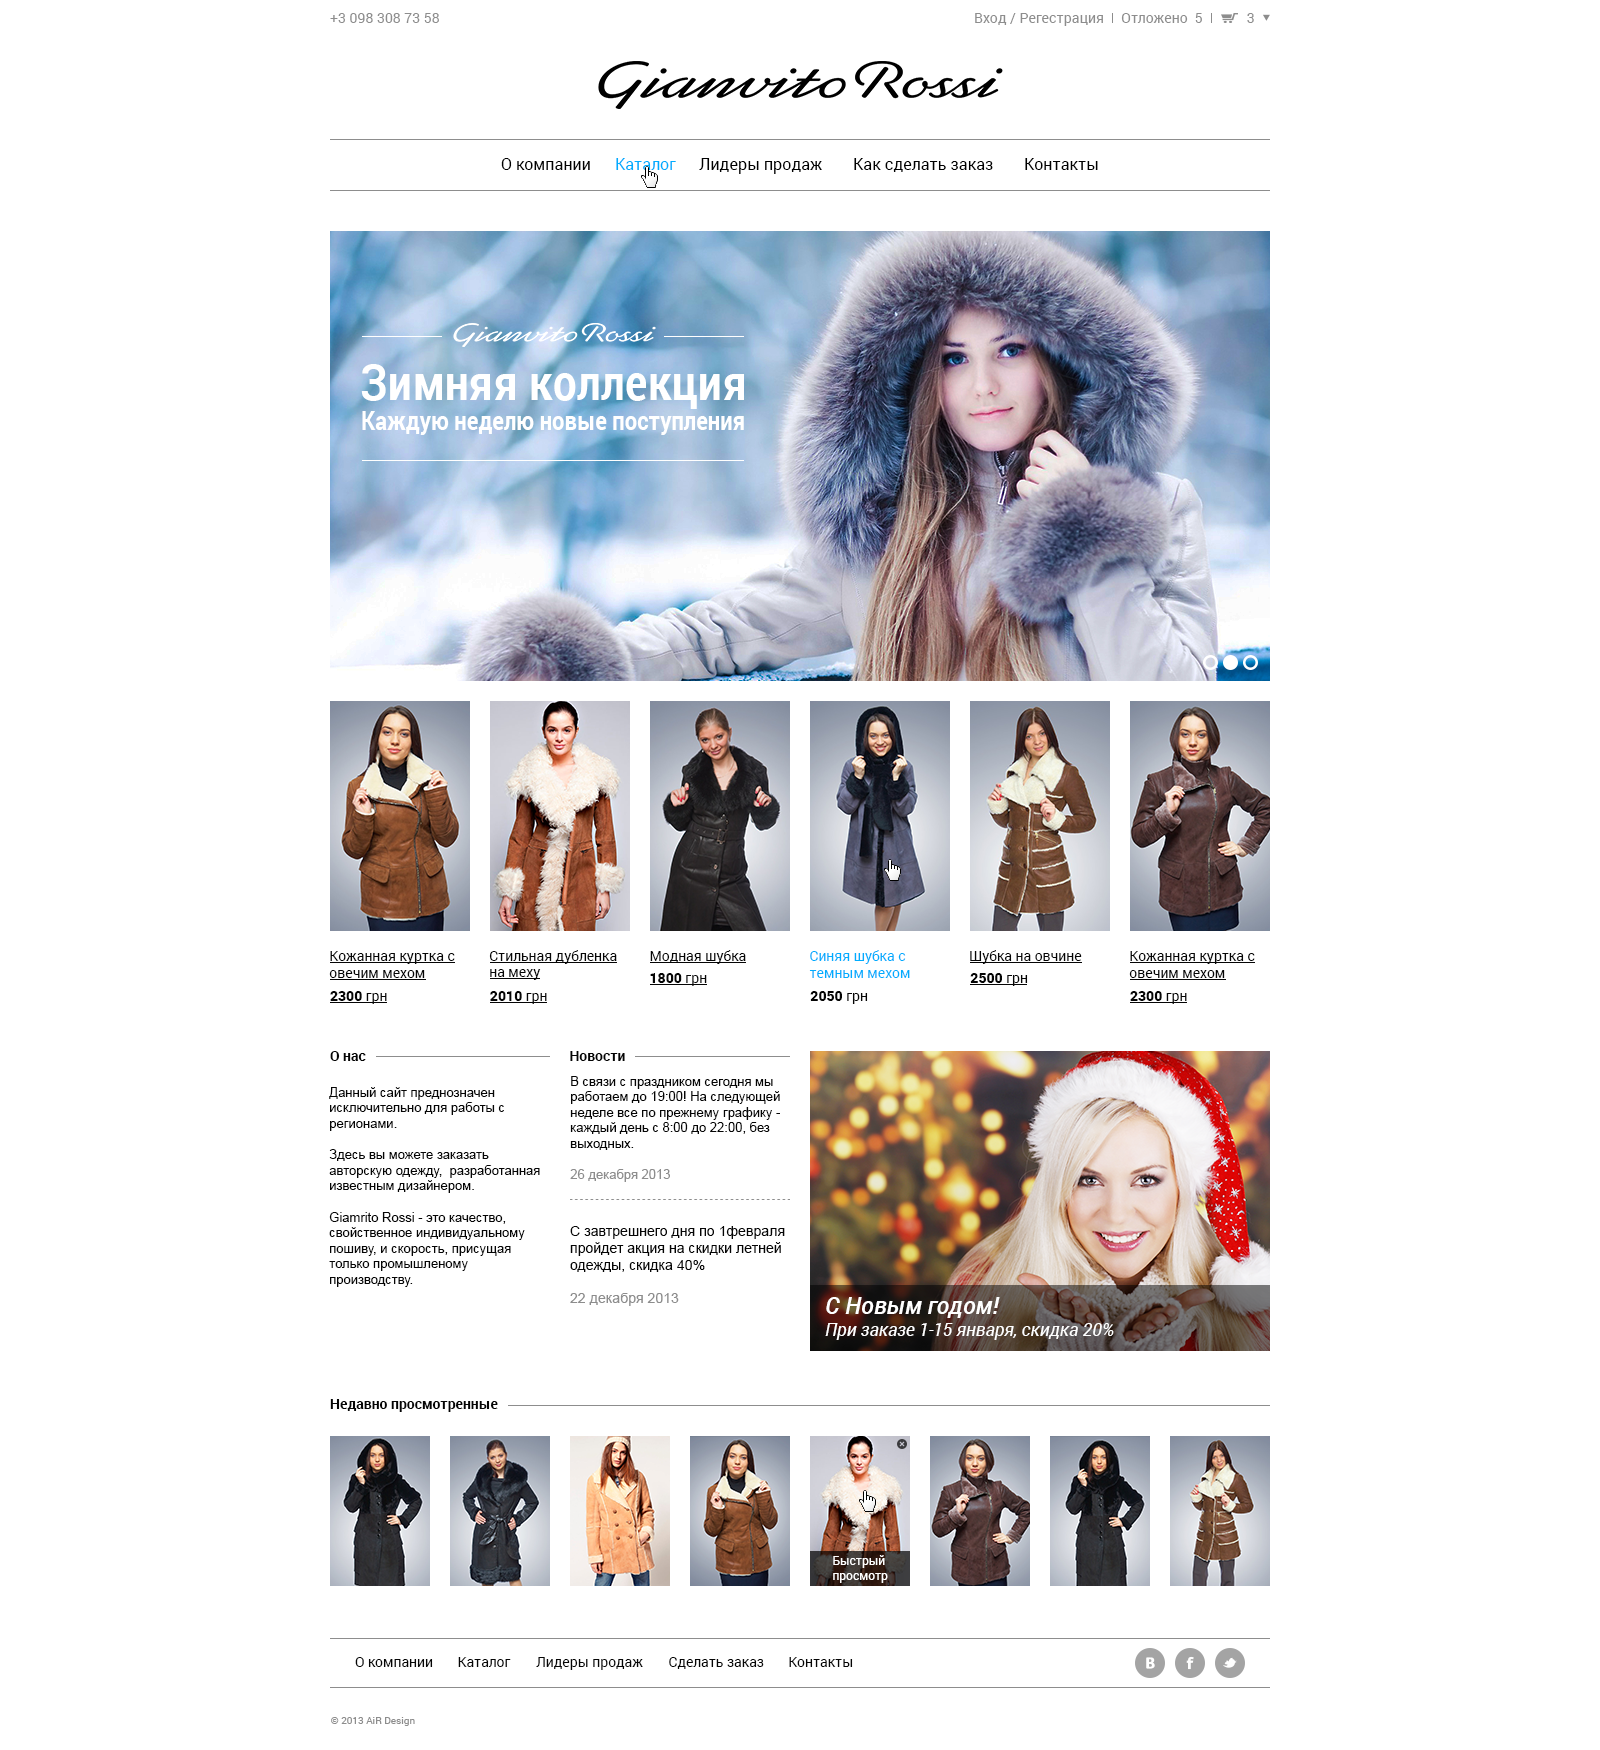 +3 098 308 73 58
Вход / Регестрация | Отложено 5 | 3
Gianvito Rossi
О компании Каталог Лидеры продаж Как сделать заказ Контакты
Gianvito Rossi
Зимняя коллекция
Каждую неделю новые поступления
Кожанная куртка с
овечим мехом
2300 грн
Стильная дубленка
на меху
2010 грн
Модная шубка
1800 грн
Синяя шубка с
темным мехом
2050 грн
Шубка на овчине
2500 грн
Кожанная куртка с
овечим мехом
2300 грн
О нас
Данный сайт предназначен
исключительно для работы с
регионами.
Здесь вы можете заказать
авторскую одежду, разработанная
известным дизайнером.
Giamrito Rossi - это качество,
свойственное индивидуальному
пошиву, и скорость, присущая
только промышленому
производству.
Новости
В связи с праздником сегодня мы
работаем до 19:00! На следующей
неделе все по прежнему графику -
каждый день с 8:00 до 22:00, без
выходных.
26 декабря 2013
С завтрешнего дня по 1февраля
пройдет акция на скидки летней
одежды, скидка 40%
22 декабря 2013
С Новым годом!
При заказе 1-15 января, скидка 20%
Недавно просмотренные
Быстрый
просмотр
О компании Каталог Лидеры продаж Сделать заказ Контакты
B f
© 2013 AiR Design